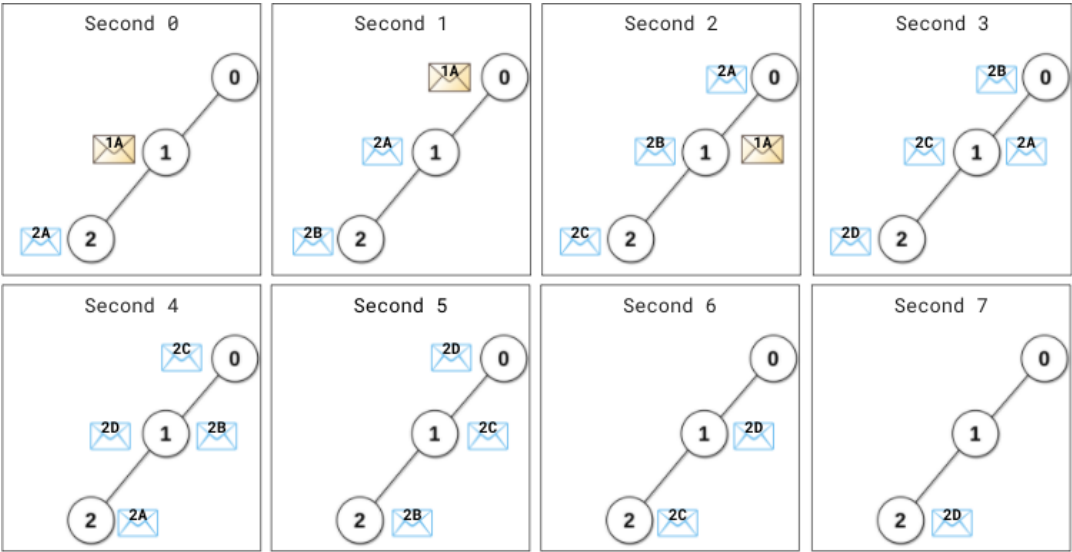 Second 0
0
1A
1
2A
2
Second 1
1A
0
2A
1
2B
2
Second 2
2A
0
2B
1
1A
2C
2
Second 3
2B
0
2C
1
2A
2D
2
Second 4
2C
0
2D
1
2B
2
2A
Second 5
2D
0
1
2C
2
2B
Second 6
0
1
2D
2
2C
Second 7
0
1
2
2D